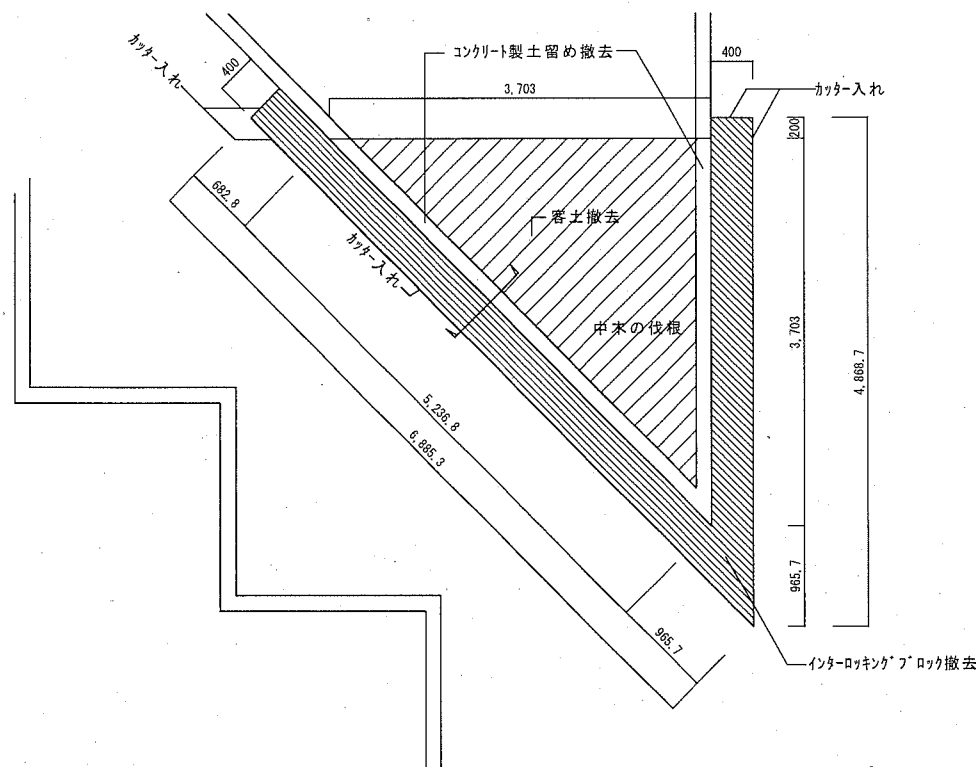 カッター入れ
400
コンクリート製土留め撤去
400
3,703
カッター入れ
200
682.8
客土撤去
カッター入れ
中木の伐根
3,703
4,868.7
5,236.8
6,885.3
965.7
965.7
インターロッキングブロック撤去